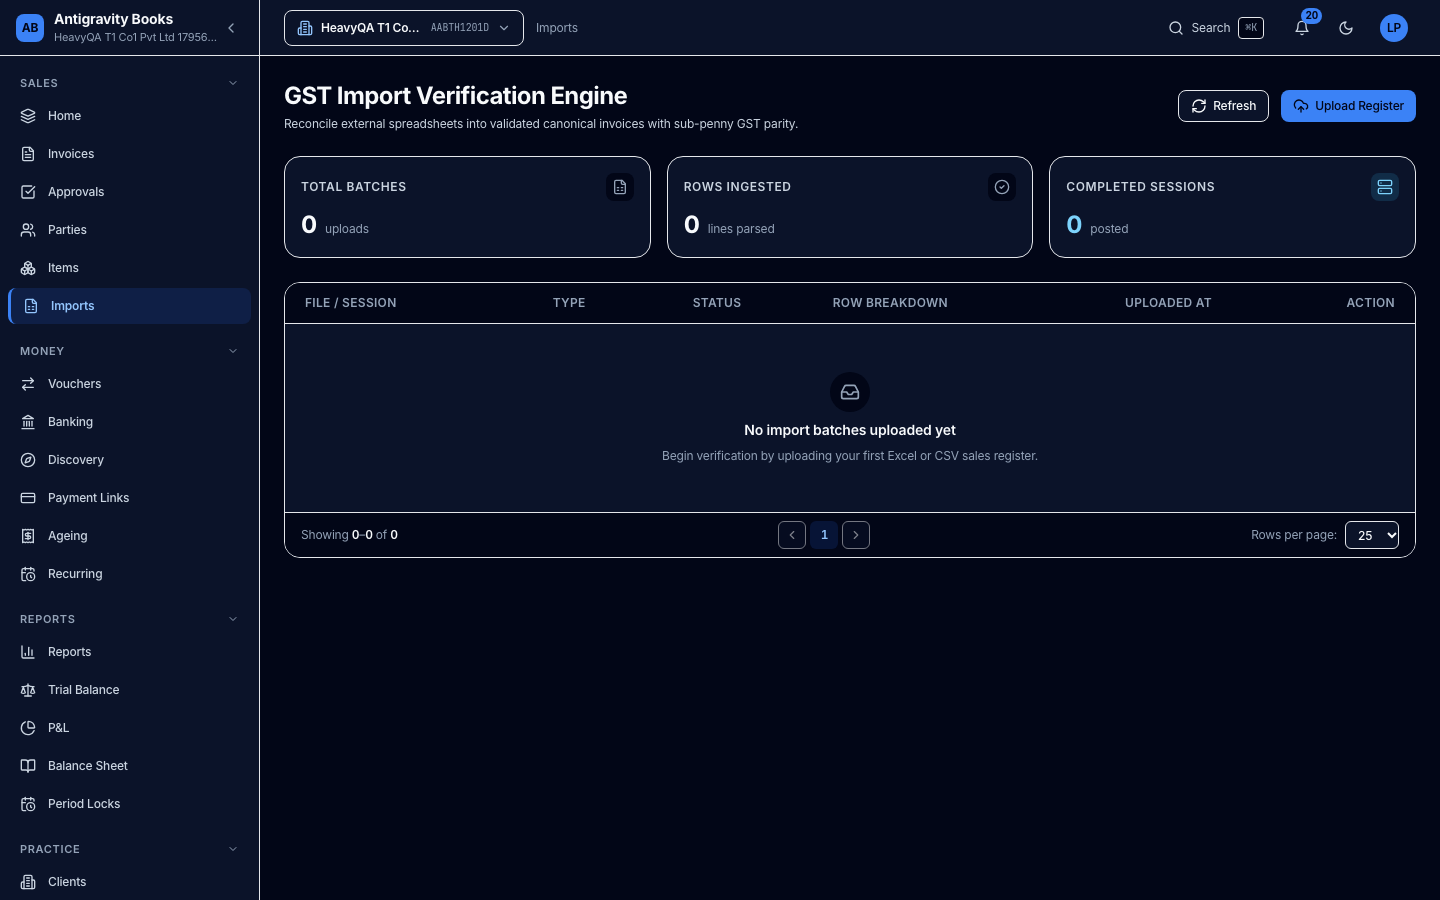 AB
Antigravity Books
HeavyQA T1 Co1 Pvt Ltd 17956...
HeavyQA T1 Co... AABTH1201D
Imports
Search ⌘K
20
LP
SALES
Home
Invoices
Approvals
Parties
Items
Imports
MONEY
Vouchers
Banking
Discovery
Payment Links
Ageing
Recurring
REPORTS
Reports
Trial Balance
P&L
Balance Sheet
Period Locks
PRACTICE
Clients
GST Import Verification Engine
Reconcile external spreadsheets into validated canonical invoices with sub-penny GST parity.
Refresh
Upload Register
TOTAL BATCHES
0 uploads
ROWS INGESTED
0 lines parsed
COMPLETED SESSIONS
0 posted
FILE / SESSION TYPE STATUS ROW BREAKDOWN UPLOADED AT ACTION
No import batches uploaded yet
Begin verification by uploading your first Excel or CSV sales register.
Showing 0–0 of 0
1
Rows per page: 25